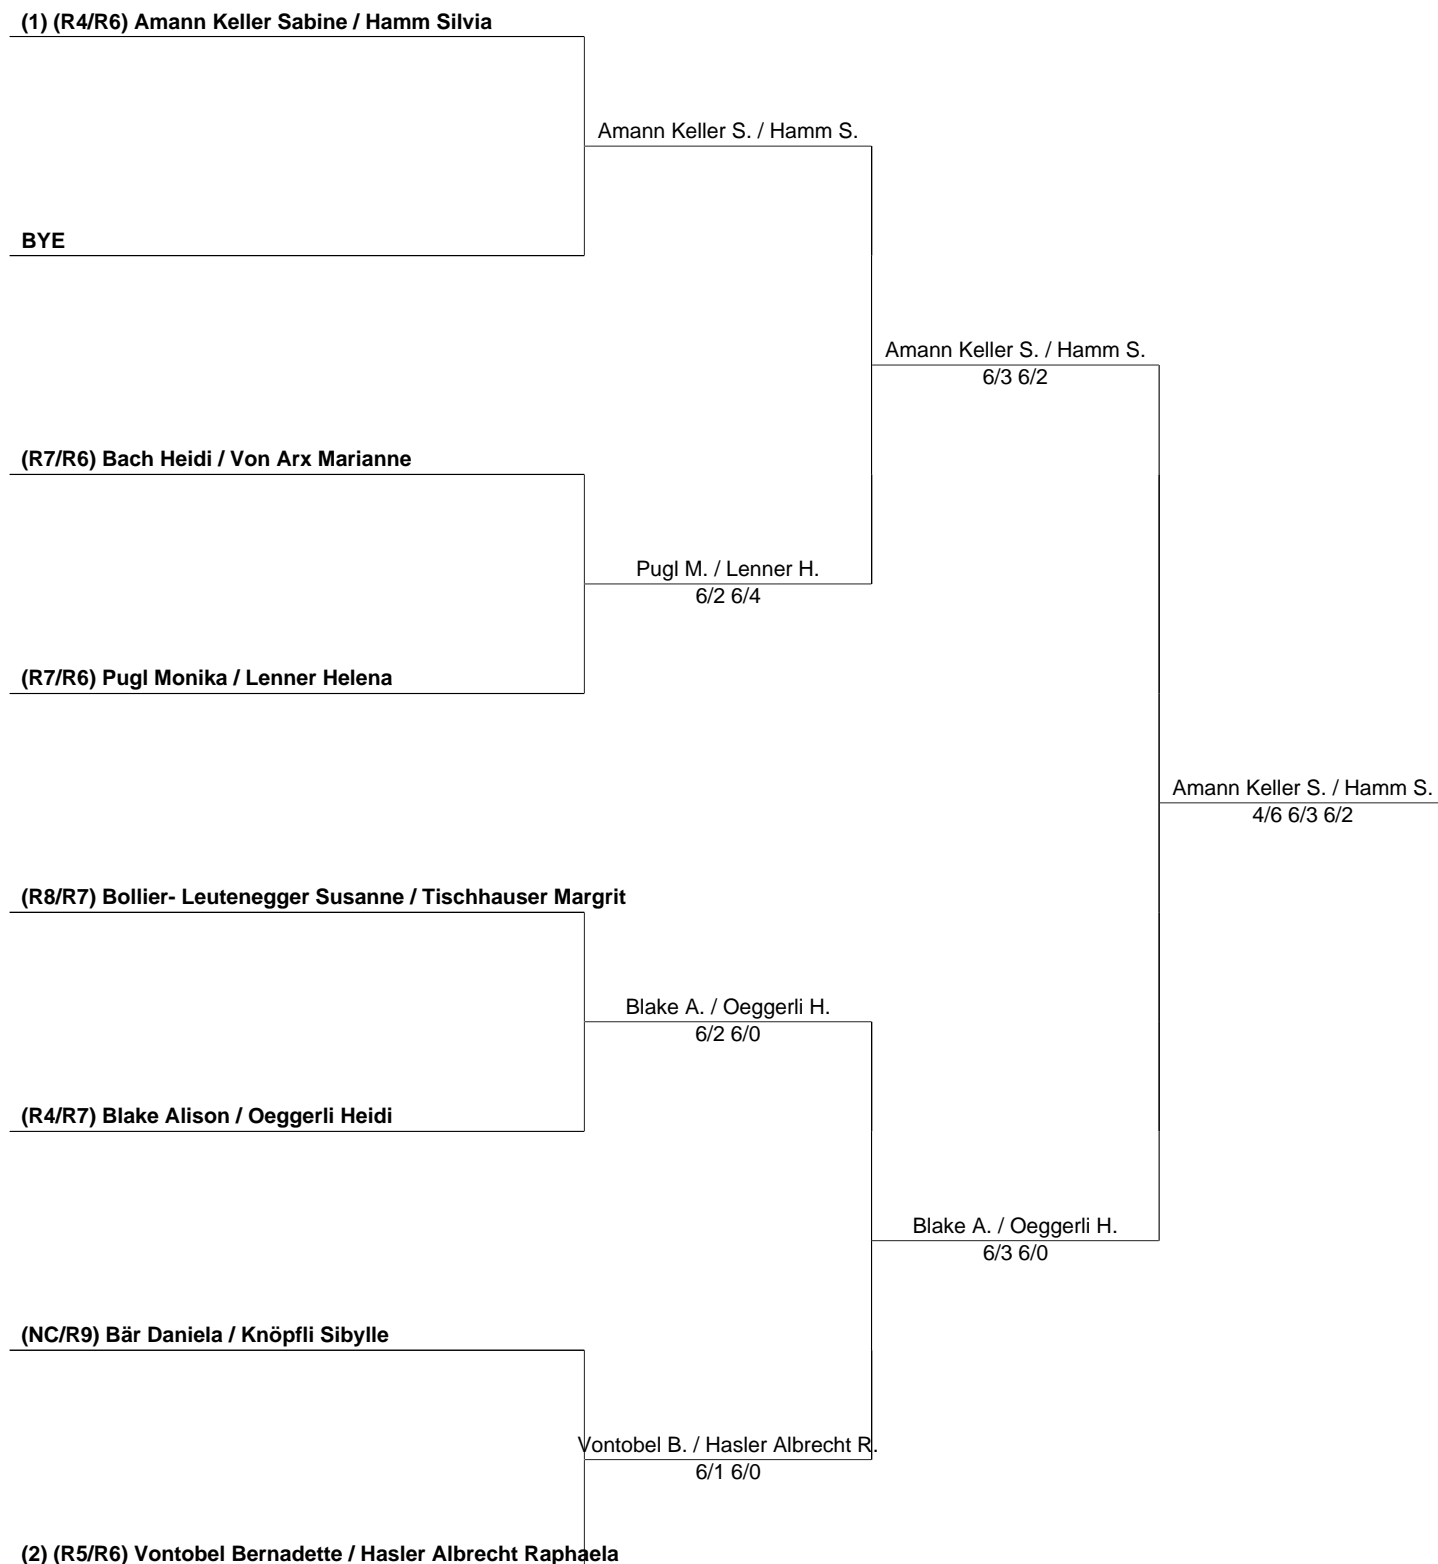 (1) (R4/R6) Amann Keller Sabine / Hamm Silvia
Amann Keller S. / Hamm S.
BYE
Amann Keller S. / Hamm S.
6/3 6/2
(R7/R6) Bach Heidi / Von Arx Marianne
Pugl M. / Lenner H.
6/2 6/4
(R7/R6) Pugl Monika / Lenner Helena
Amann Keller S. / Hamm S.
4/6 6/3 6/2
(R8/R7) Bollier- Leutenegger Susanne / Tischhauser Margrit
Blake A. / Oeggerli H.
6/2 6/0
(R4/R7) Blake Alison / Oeggerli Heidi
Blake A. / Oeggerli H.
6/3 6/0
(NC/R9) Bär Daniela / Knöpfli Sibylle
Vontobel B. / Hasler Albrecht R.
6/1 6/0
(2) (R5/R6) Vontobel Bernadette / Hasler Albrecht Raphaela